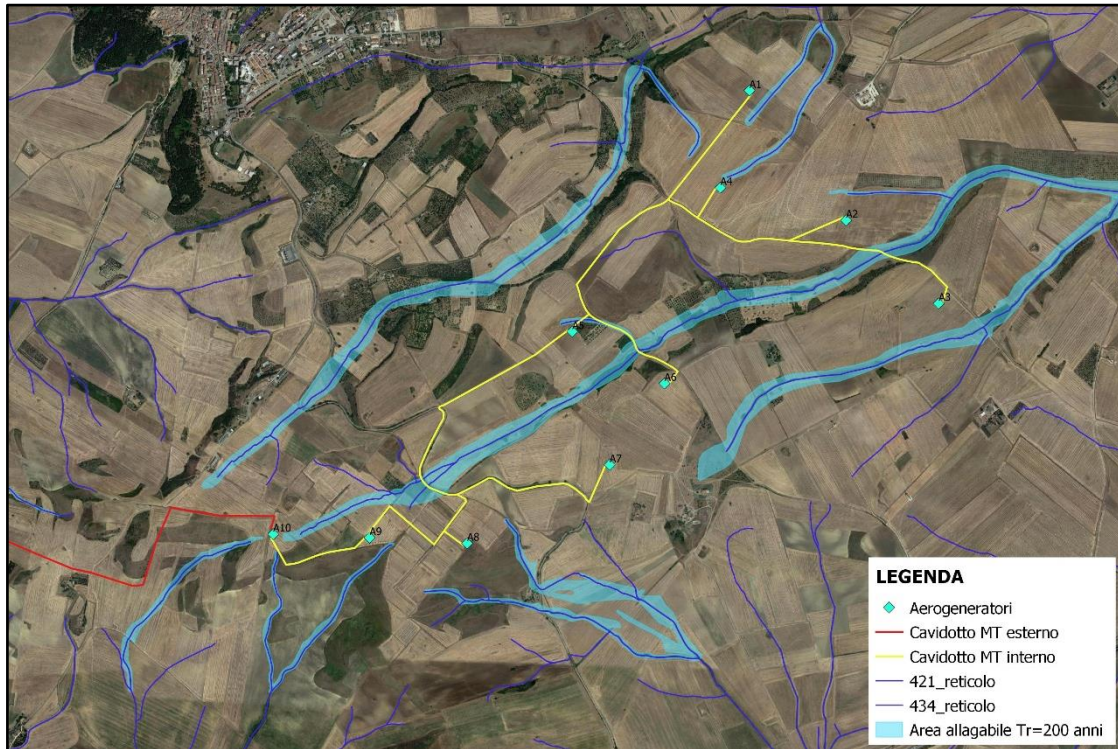 A1
A4
A2
A3
A5
A6
A7
A10
A9
A8
LEGENDA
Aerogeneratori
Cavidotto MT esterno
Cavidotto MT interno
421_reticolo
434_reticolo
Area allagabile Tr=200 anni